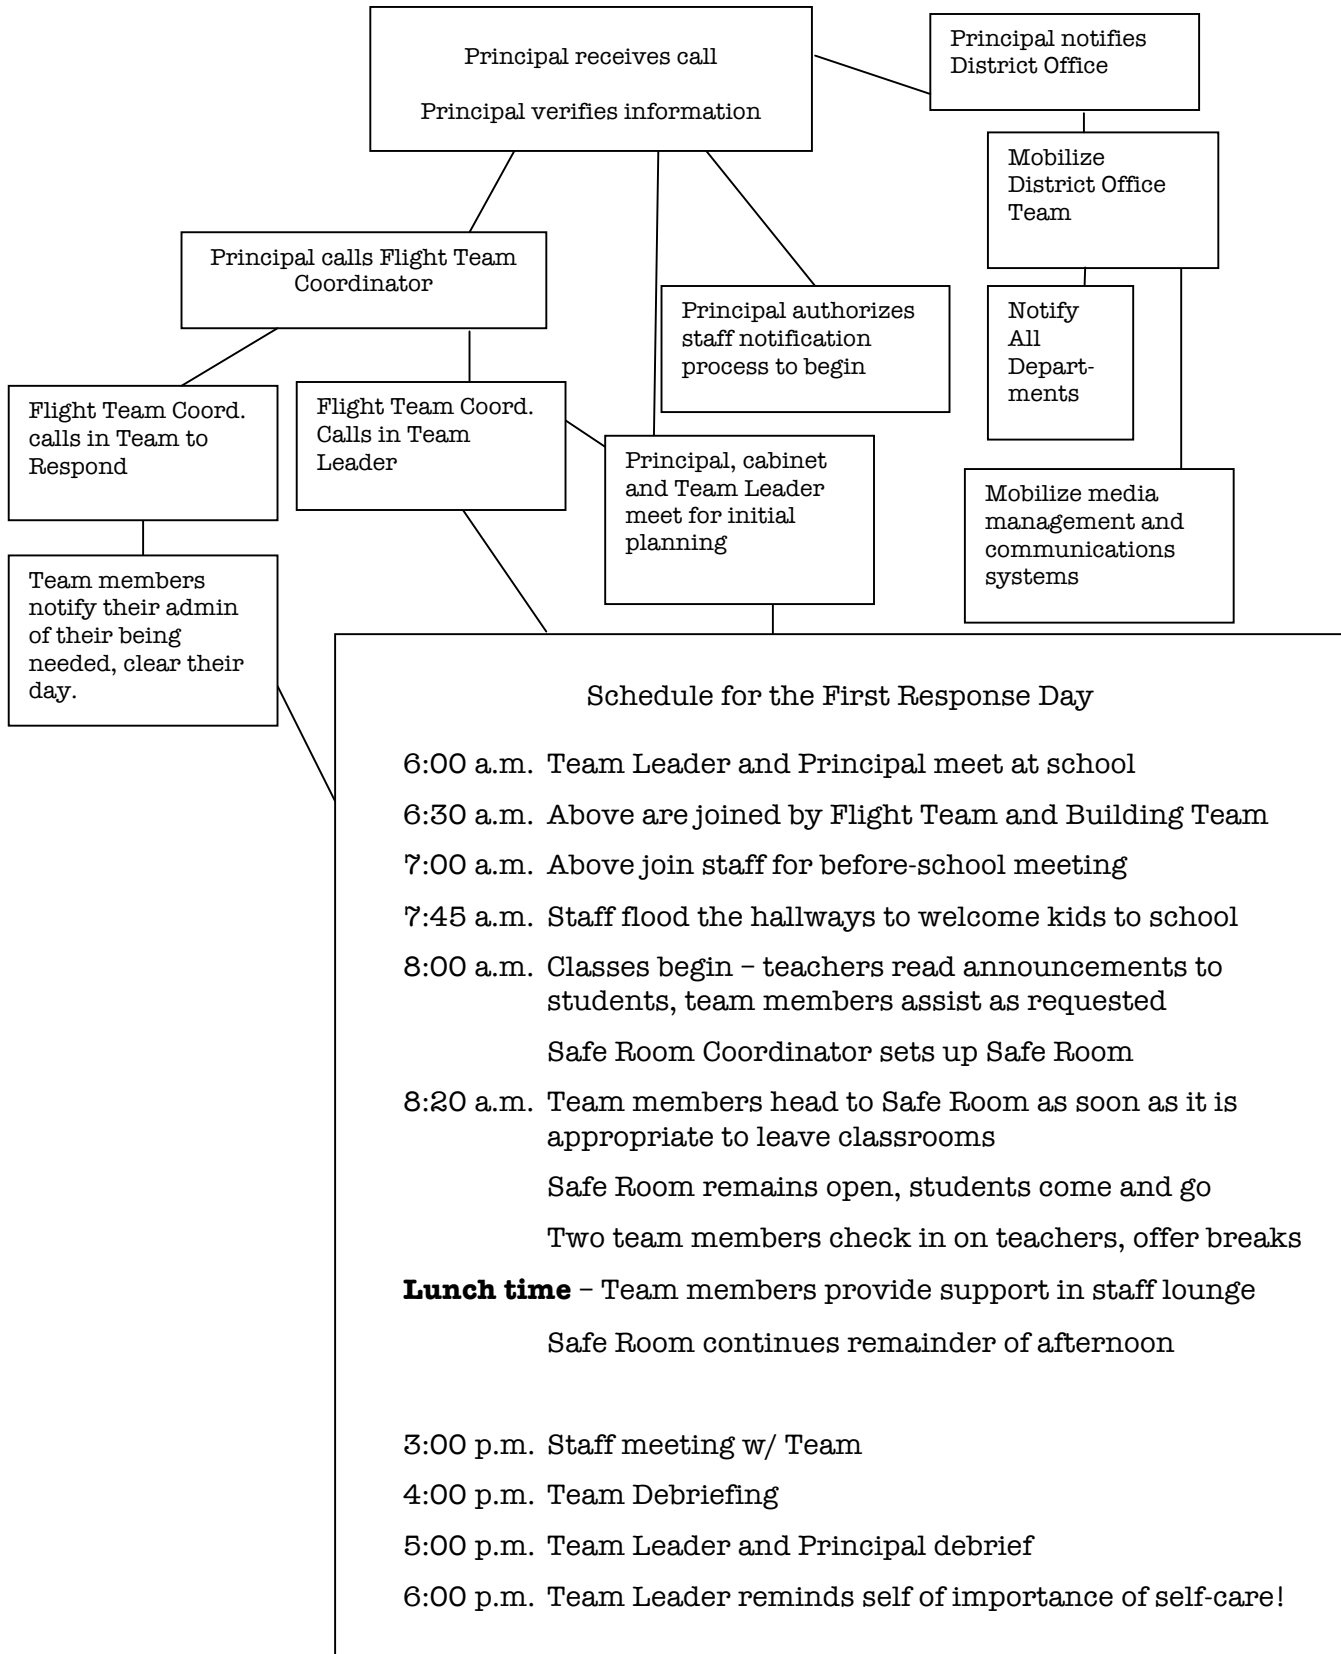 Principal receives call
Principal verifies information
Principal notifies
District Office
Mobilize
District Office
Team
Principal calls Flight Team
Coordinator
Principal authorizes
staff notification
process to begin
Notify
All
Depart-
ments
Flight Team Coord.
calls in Team to
Respond
Flight Team Coord.
Calls in Team
Leader
Principal, cabinet
and Team Leader
meet for initial
planning
Mobilize media
management and
communications
systems
Team members
notify their admin
of their being
needed, clear their
day.
Schedule for the First Response Day
6:00 a.m. Team Leader and Principal meet at school
6:30 a.m. Above are joined by Flight Team and Building Team
7:00 a.m. Above join staff for before-school meeting
7:45 a.m. Staff flood the hallways to welcome kids to school
8:00 a.m. Classes begin – teachers read announcements to
students, team members assist as requested
Safe Room Coordinator sets up Safe Room
8:20 a.m. Team members head to Safe Room as soon as it is
appropriate to leave classrooms
Safe Room remains open, students come and go
Two team members check in on teachers, offer breaks
Lunch time – Team members provide support in staff lounge
Safe Room continues remainder of afternoon
3:00 p.m. Staff meeting w/ Team
4:00 p.m. Team Debriefing
5:00 p.m. Team Leader and Principal debrief
6:00 p.m. Team Leader reminds self of importance of self-care!